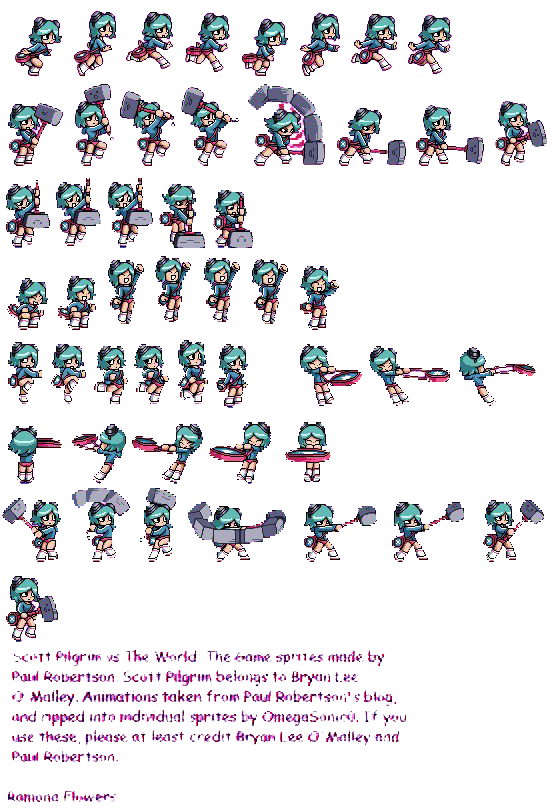 Scott Pilgrim vs The World. The Game sprites made by
Paul Robertson. Scott Pilgrim belongs to Bryan Lee
O Malley. Animations taken from Paul Robertson's blog,
and ripped into individual sprites by If you
use these, please at least credit Bryan Lee O Malley and
Paul Robertson.
Ramona Flowers